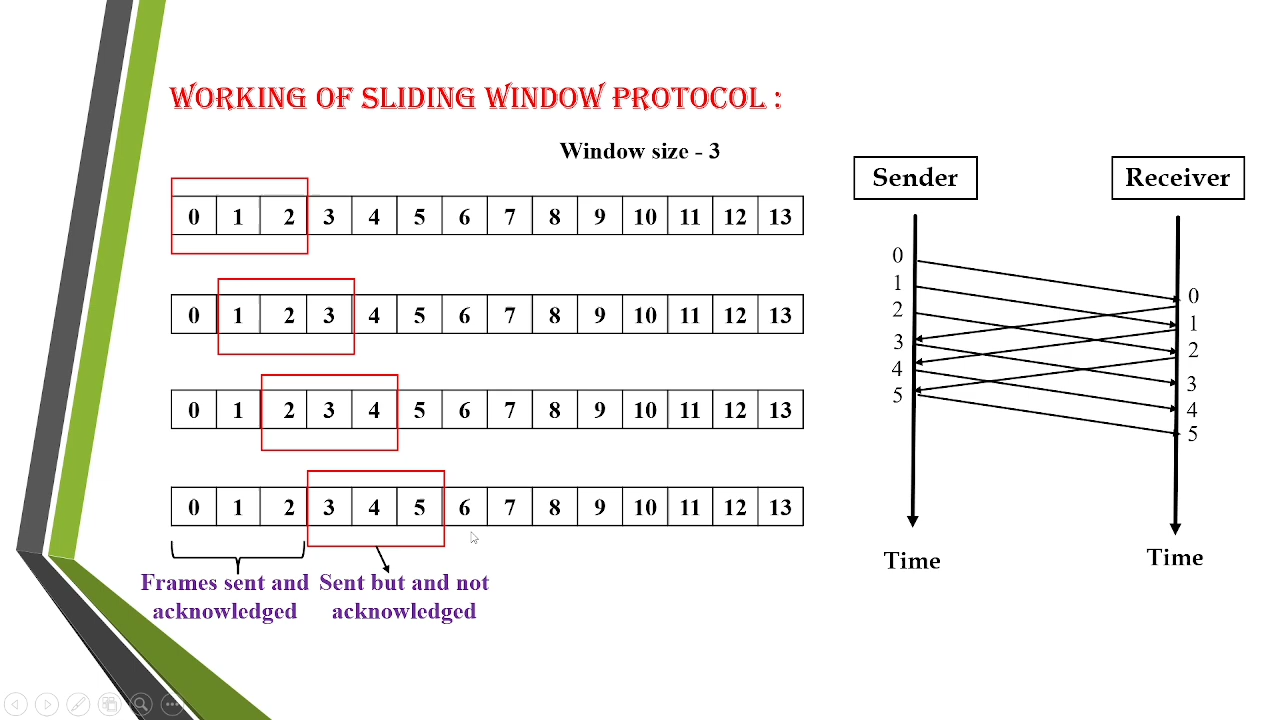 WORKING OF SLIDING WINDOW PROTOCOL :
Window size - 3
0 1 2 3 4 5 6 7 8 9 10 11 12 13
0 1 2 3 4 5 6 7 8 9 10 11 12 13
0 1 2 3 4 5 6 7 8 9 10 11 12 13
0 1 2 3 4 5 6 7 8 9 10 11 12 13
Frames sent and
acknowledged
Sent but and not
acknowledged
Sender
Receiver
0
1
2
3
4
5
0
1
2
3
4
5
Time
Time